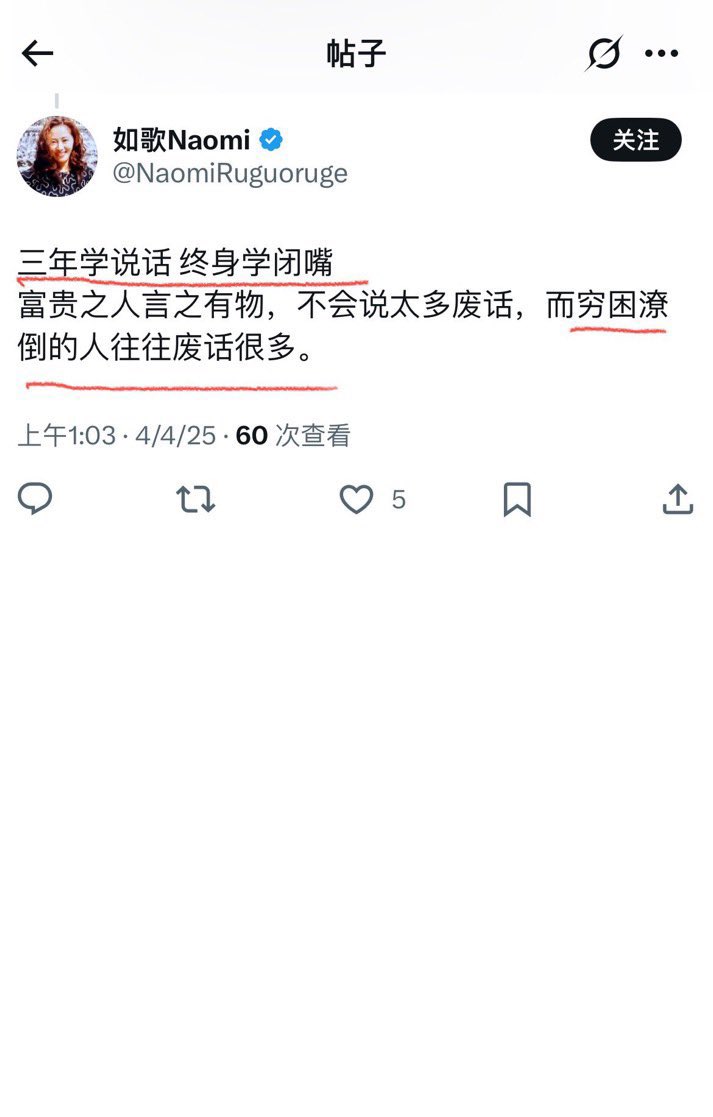 帖子
如歌Naomi
关注
@NaomiRuguoruge
三年学说话 终身学闭嘴
富贵之人言之有物，不会说太多废话，而穷困潦
倒的人往往废话很多。
上午1:03 · 4/4/25 · 60 次查看
5